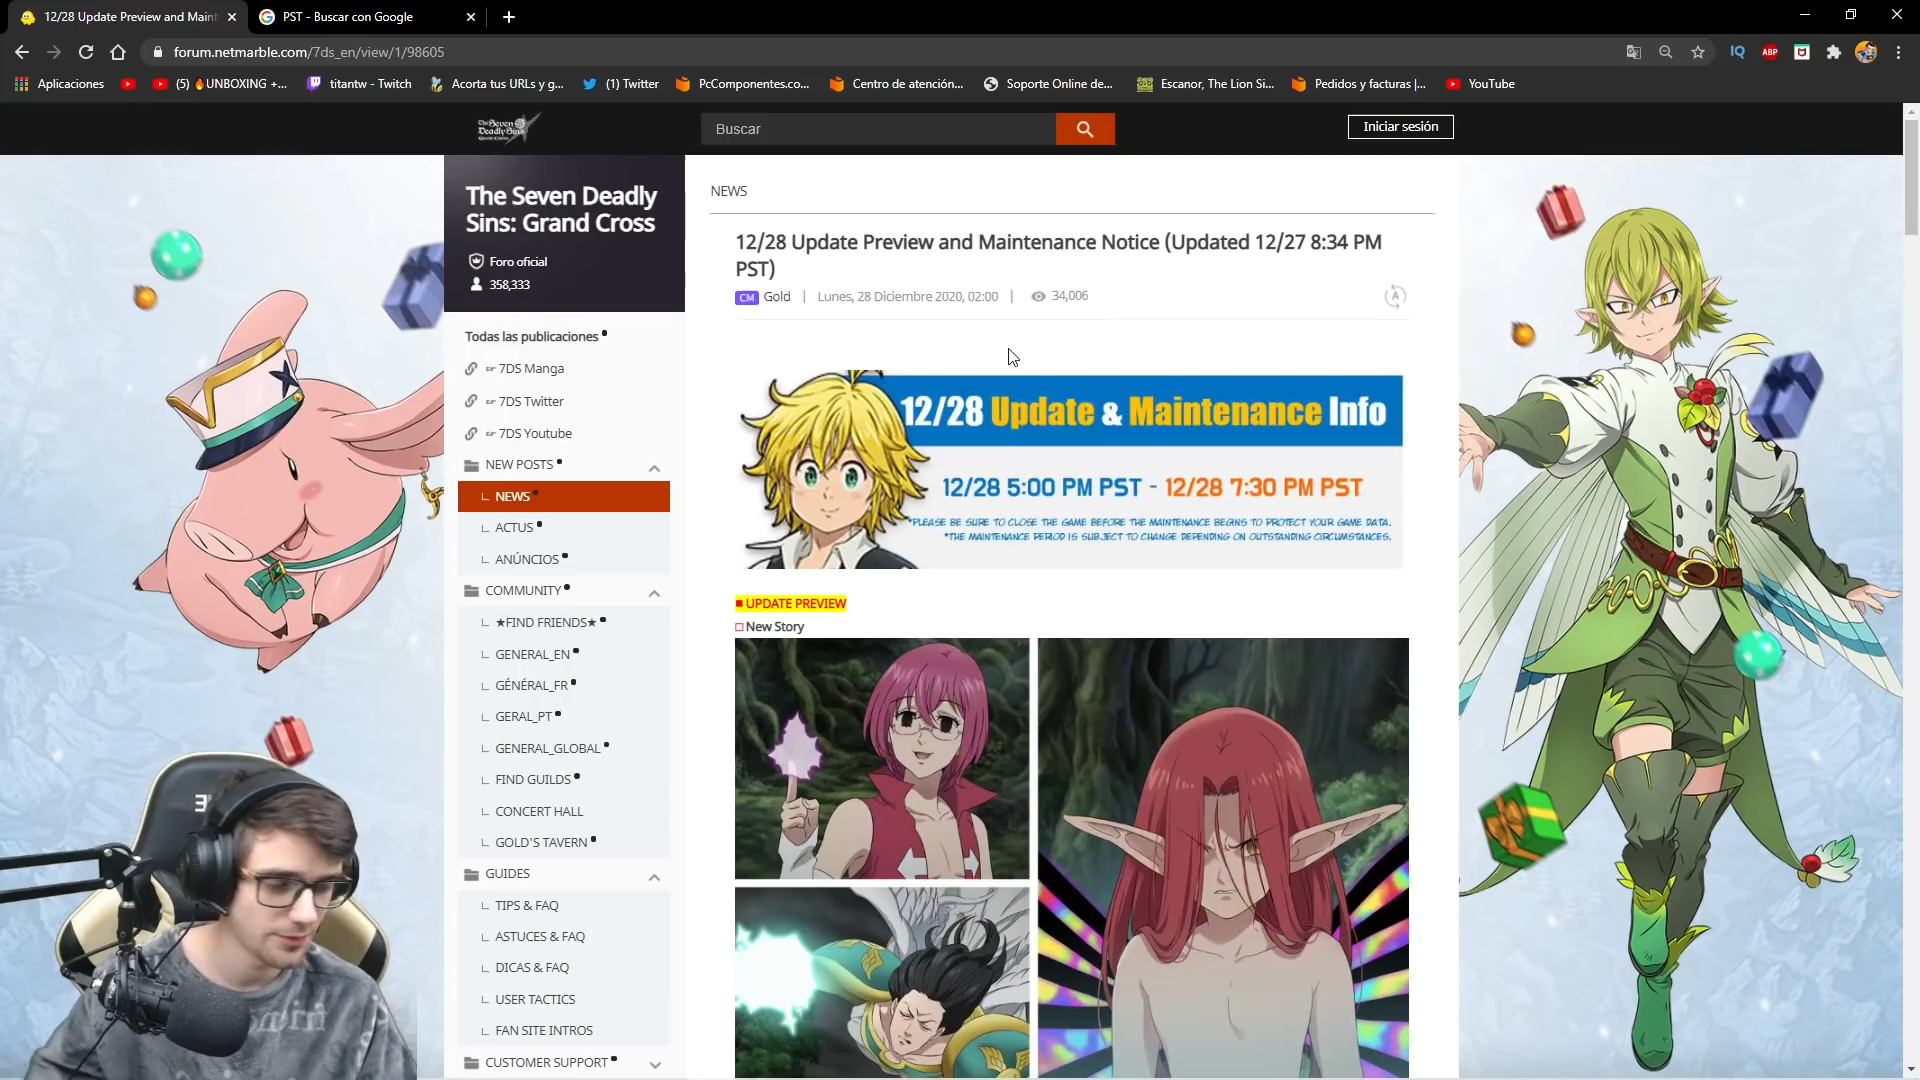 12/28 Update Preview and Maint
PST - Buscar con Google
forum.netmarble.com/7ds_en/view/1/98605
Aplicaciones
(5) 🔥UNBOXING +...
titantw - Twitch
Acorta tus URLs y g...
(1) Twitter
PcComponentes.co...
Centro de atención...
Soporte Online de...
Escanor, The Lion Si...
Pedidos y facturas |...
YouTube
IQ
ABP
The Seven Deadly Sins
Buscar
Iniciar sesión
The Seven Deadly
Sins: Grand Cross
Foro oficial
358,333
Todas las publicaciones
☞ 7DS Manga
☞ 7DS Twitter
☞ 7DS Youtube
NEW POSTS
NEWS
ACTUS
ANÚNCIOS
COMMUNITY
★FIND FRIENDS★
GENERAL_EN
GÉNÉRAL_FR
GERAL_PT
GENERAL_GLOBAL
FIND GUILDS
CONCERT HALL
GOLD'S TAVERN
GUIDES
TIPS & FAQ
ASTUCES & FAQ
DICAS & FAQ
USER TACTICS
FAN SITE INTROS
CUSTOMER SUPPORT
NEWS
12/28 Update Preview and Maintenance Notice (Updated 12/27 8:34 PM
PST)
CM Gold | Lunes, 28 Diciembre 2020, 02:00 | 34,006
A
12/28 Update & Maintenance Info
12/28 5:00 PM PST - 12/28 7:30 PM PST
*PLEASE BE SURE TO CLOSE THE GAME BEFORE THE MAINTENANCE BEGINS TO PROTECT YOUR GAME DATA.
*THE MAINTENANCE PERIOD IS SUBJECT TO CHANGE DEPENDING ON OUTSTANDING CIRCUMSTANCES.
■ UPDATE PREVIEW
□ New Story